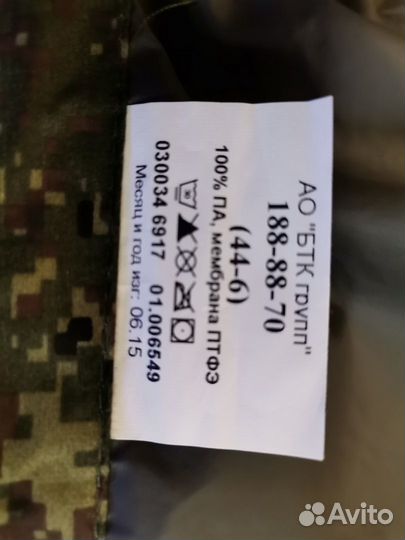 АО "БТК групп"
188-88-70
(44-6)
100% ПА, мембрана ПТФЭ
030034 6917 01.006549
Месяц и год изг: 06.15
Avito